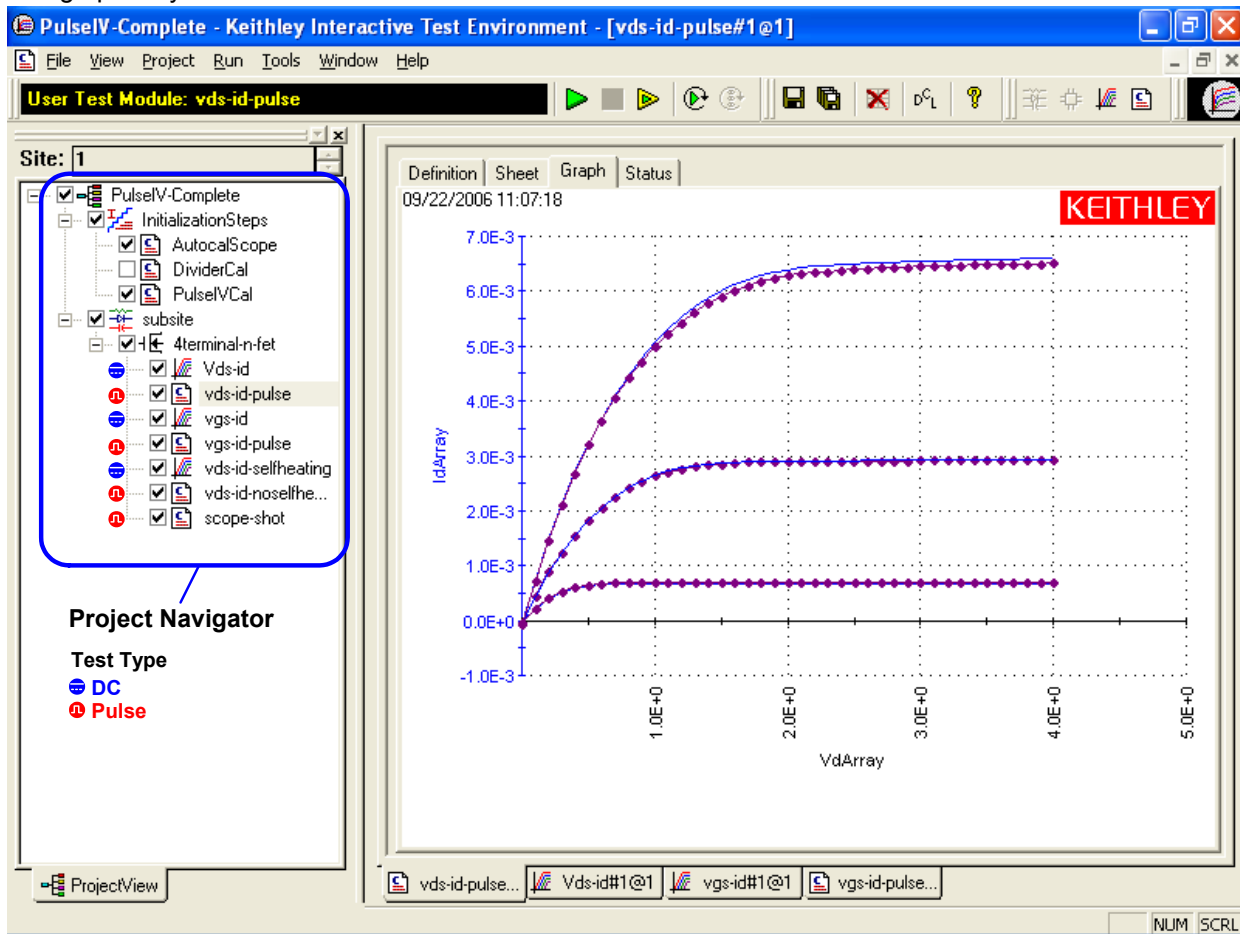 PulseIV-Complete - Keithley Interactive Test Environment - [vds-id-pulse#1@1]
File View Project Run Tools Window Help
User Test Module: vds-id-pulse
Site: 1
PulseIV-Complete
InitializationSteps
AutocalScope
DividerCal
PulseIVCal
subsite
4terminal-n-fet
Vds-id
vds-id-pulse
vgs-id
vgs-id-pulse
vds-id-selfheating
vds-id-noselfhe...
scope-shot
Project Navigator
Test Type
DC
Pulse
ProjectView
Definition Sheet Graph Status
09/22/2006 11:07:18
KEITHLEY
7.0E-3
6.0E-3
5.0E-3
4.0E-3
3.0E-3
2.0E-3
1.0E-3
0.0E+0
-1.0E-3
IdArray
1.0E+0
2.0E+0
3.0E+0
4.0E+0
5.0E+0
VdArray
vds-id-pulse... Vds-id#1@1 vgs-id#1@1 vgs-id-pulse...
NUM SCRL